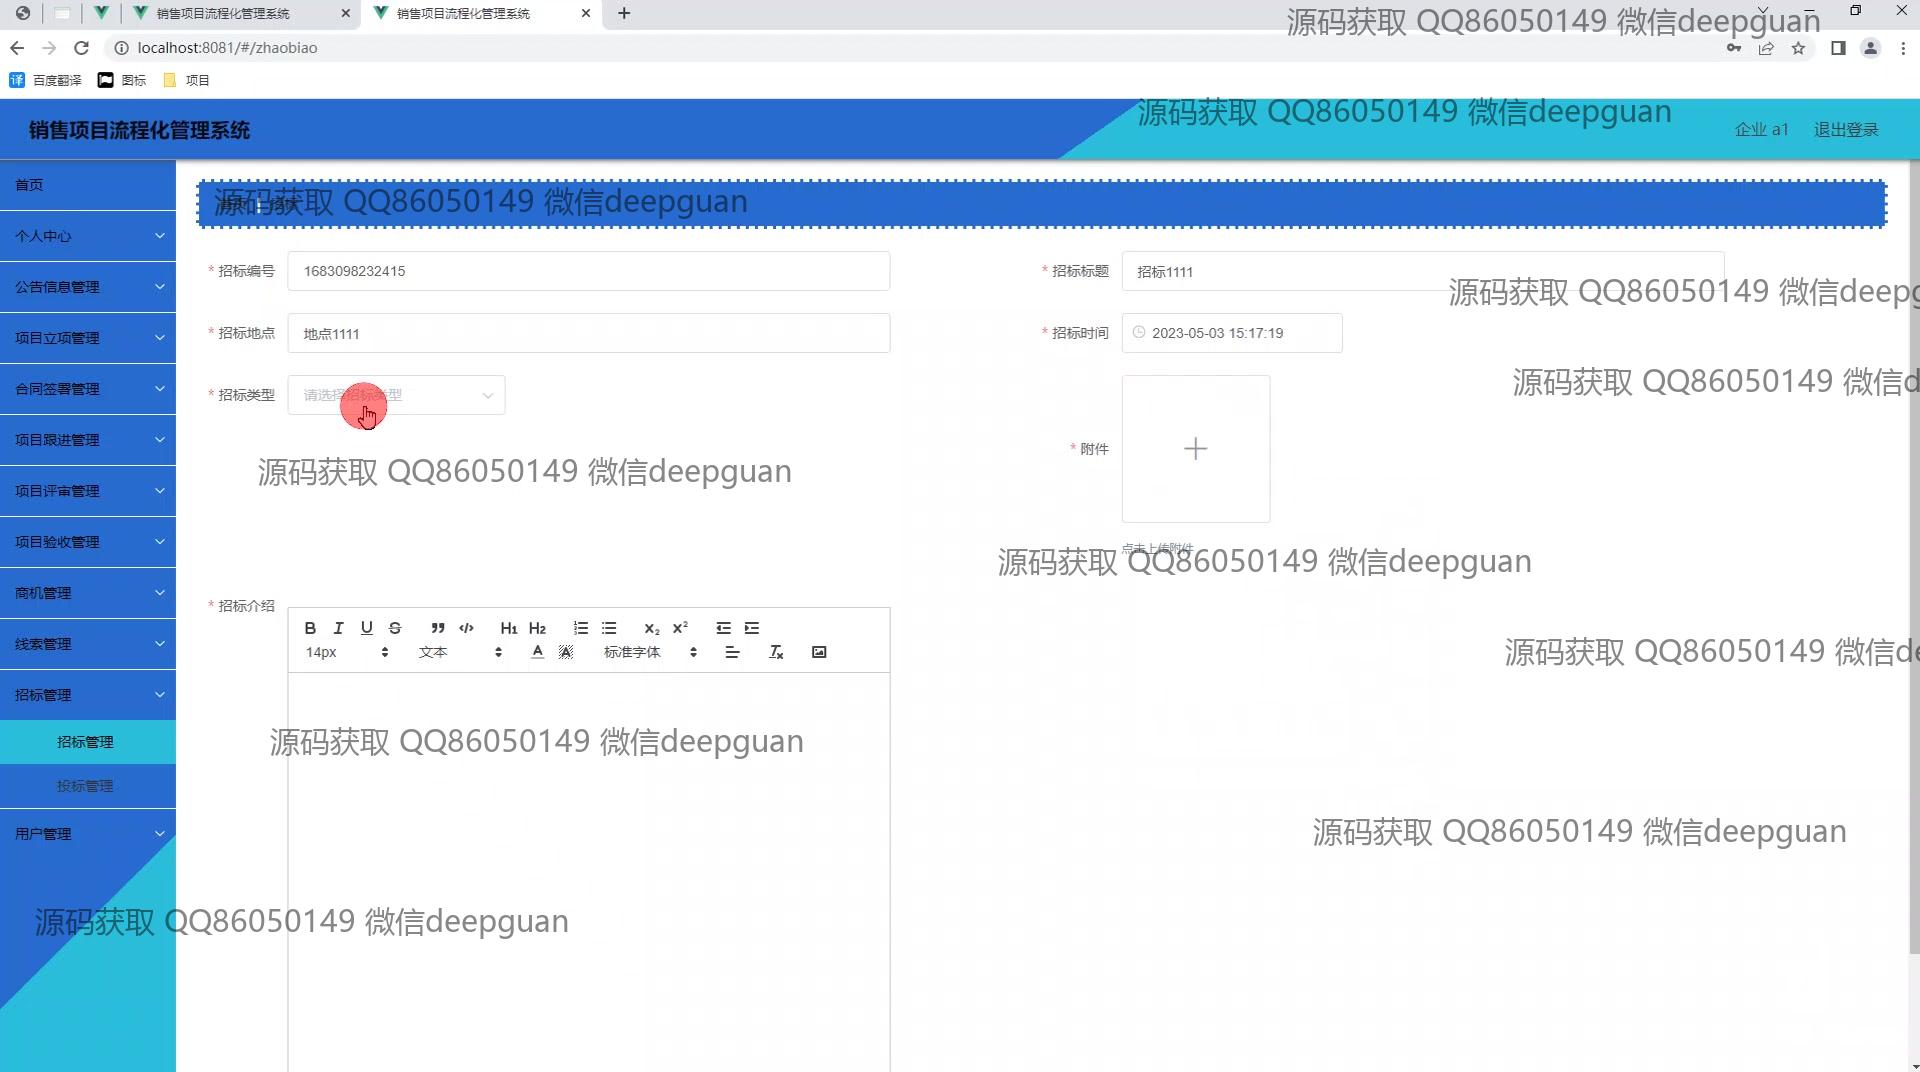 销售项目流程化管理系统
销售项目流程化管理系统
源码获取 QQ86050149 微信deepguan
localhost:8081/#/zhaobiao
百度翻译 图标 项目
销售项目流程化管理系统
源码获取 QQ86050149 微信deepguan
企业 a1 退出登录
首页
源码获取 QQ86050149 微信deepguan
个人中心
公告信息管理
* 招标编号 1683098232415
* 招标标题 招标1111
源码获取 QQ86050149 微信deepg
项目立项管理
* 招标地点 地点1111
* 招标时间 2023-05-03 15:17:19
合同签署管理
* 招标类型 请选择招标类型
源码获取 QQ86050149 微信d
项目跟进管理
* 附件
源码获取 QQ86050149 微信deepguan
项目评审管理
项目验收管理
点击上传附件
源码获取 QQ86050149 微信deepguan
商机管理
* 招标介绍
B I U S H1 H2 X2 X2
14px 文本 A A 标准字体
线索管理
源码获取 QQ86050149 微信de
招标管理
招标管理
源码获取 QQ86050149 微信deepguan
投标管理
用户管理
源码获取 QQ86050149 微信deepguan
源码获取 QQ86050149 微信deepguan